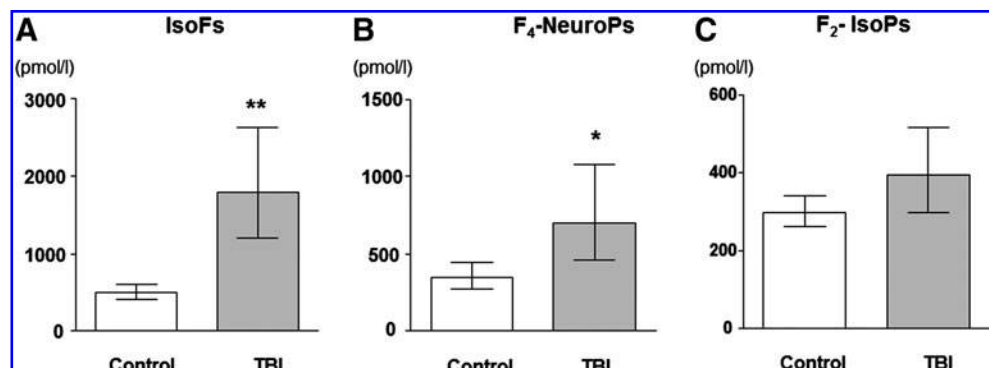 A IsoFs
(pmol/l)
3000
2000
1000
0
**
Control TBI
B F₄-NeuroPs
(pmol/l)
1500
1000
500
0
*
Control TBI
C F₂- IsoPs
(pmol/l)
600
400
200
0
Control TBI